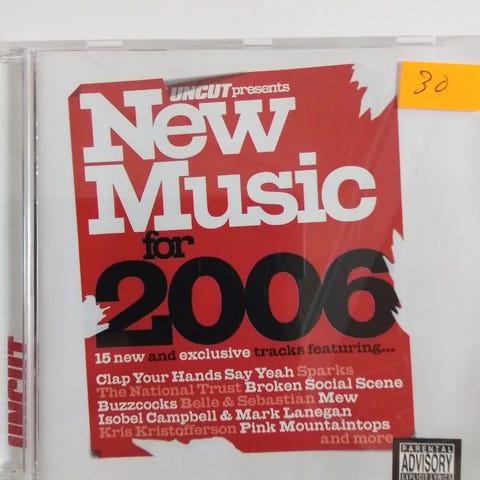 UNCUT presents
30
New
Music
for
2006
15 new and exclusive tracks featuring...
Clap Your Hands Say Yeah Sparks
The National Trust Broken Social Scene
Buzzcocks Belle & Sebastian Mew
Isobel Campbell & Mark Lanegan
Kris Kristofferson Pink Mountaintops
and more
UNCUT
PARENTAL
ADVISORY
EXPLICIT LYRICS